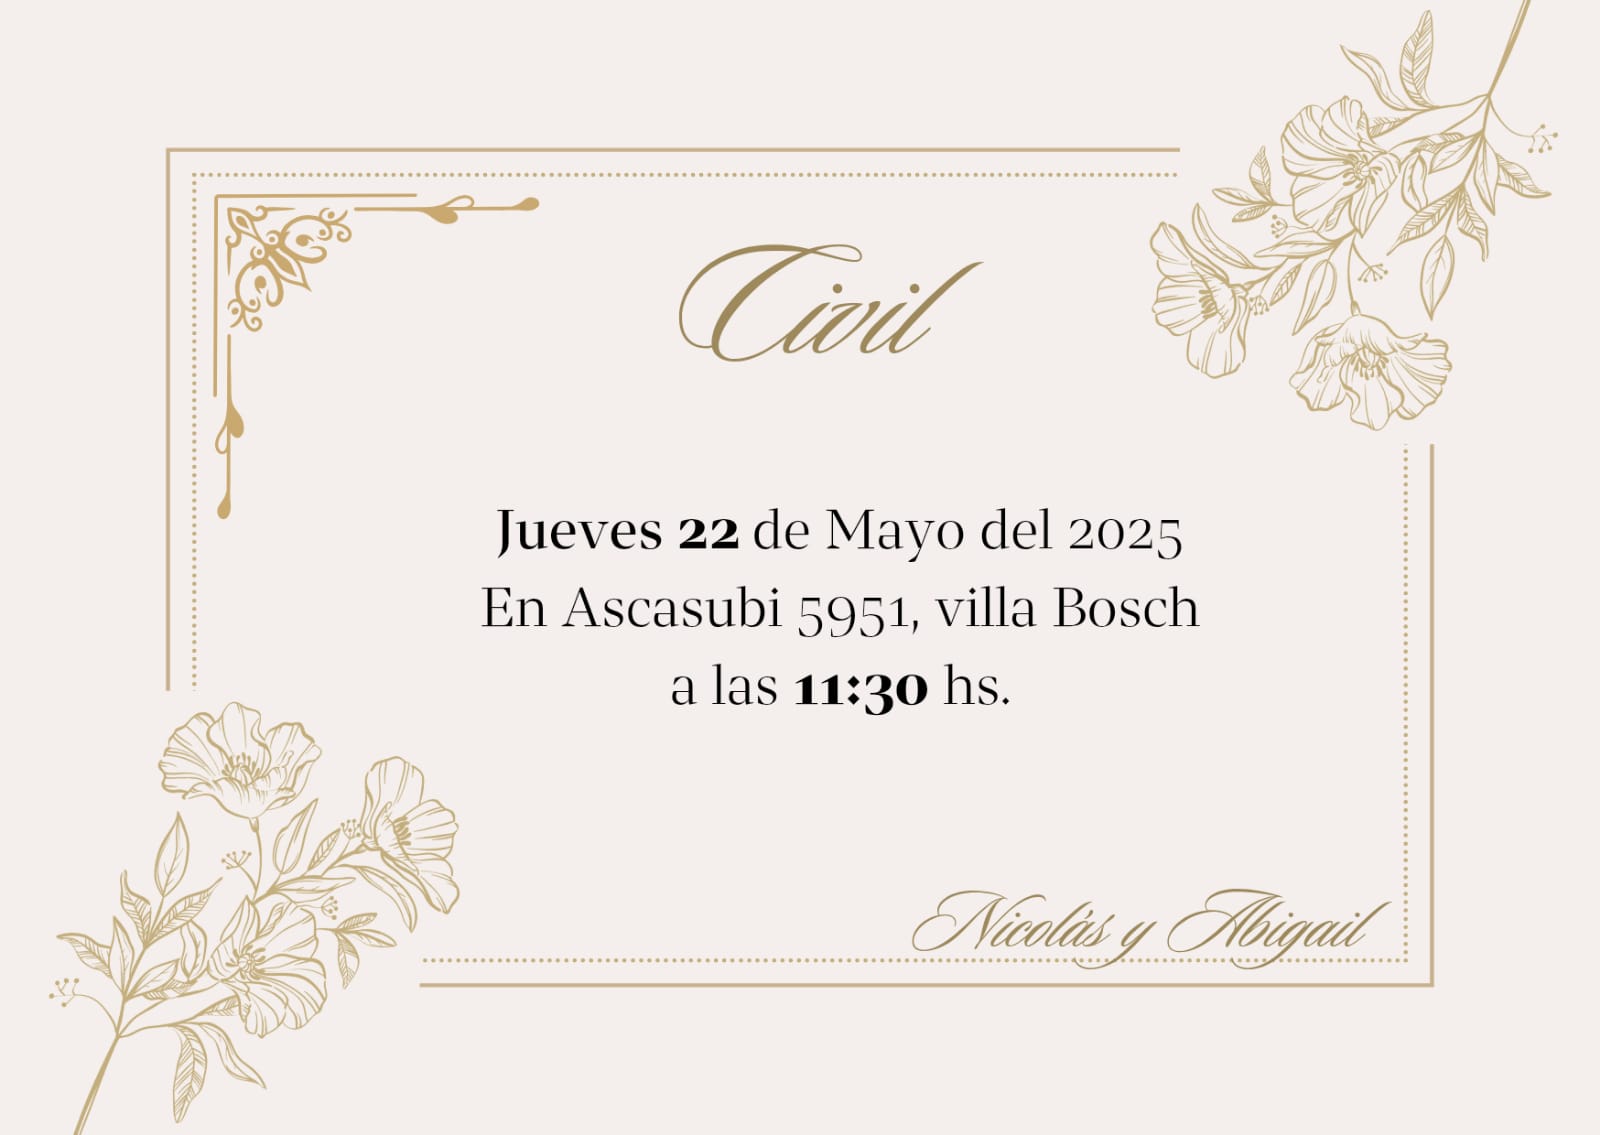 Civil
Jueves 22 de Mayo del 2025
En Ascasubi 5951, villa Bosch
a las 11:30 hs.
Nicolás y Abigail